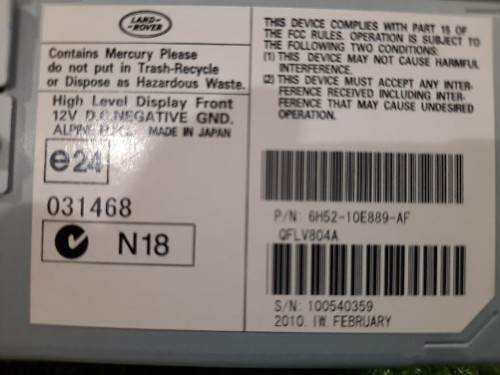 LAND-
-ROVER
Contains Mercury Please
do not put in Trash-Recycle
or Dispose as Hazardous Waste.
High Level Display Front
12V D.C.NEGATIVE GND.
ALPINE MADE IN JAPAN
e24
031468
N18
THIS DEVICE COMPLIES WITH PART 15 OF
THE FCC RULES. OPERATION IS SUBJECT TO
THE FOLLOWING TWO CONDITIONS:
(1) THIS DEVICE MAY NOT CAUSE HARMFUL
INTERFERENCE.
(2) THIS DEVICE MUST ACCEPT ANY INTER-
FERENCE RECEIVED INCLUDING INTER-
FERENCE THAT MAY CAUSE UNDESIRED
OPERATION.
P/N: 6H52-10E889-AF
QFLV804A
S/N: 100540359
2010. IW. FEBRUARY